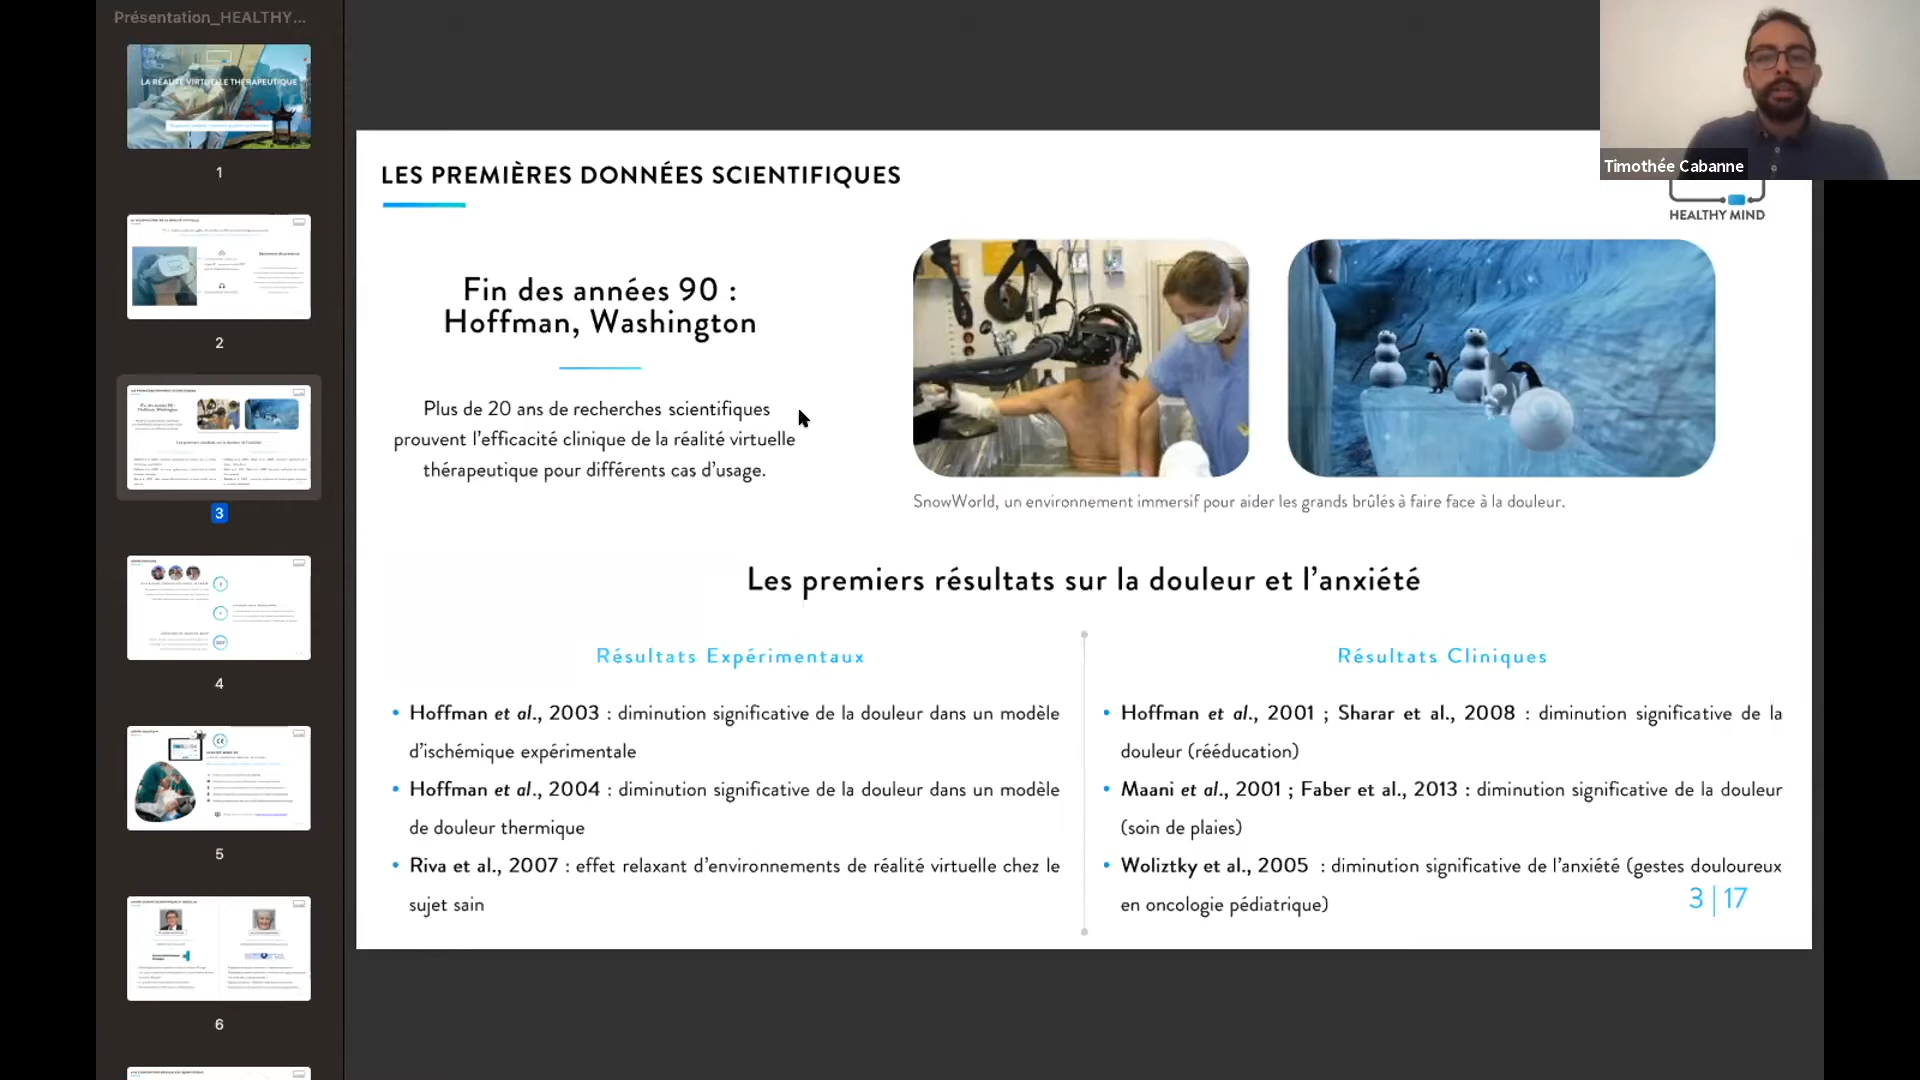 Présentation_HEALTHY...
LA RÉALITÉ VIRTUELLE THÉRAPEUTIQUE
1
2
3
4
5
6
Timothée Cabanne
HEALTHY MIND
LES PREMIÈRES DONNÉES SCIENTIFIQUES
Fin des années 90 :
Hoffman, Washington
Plus de 20 ans de recherches scientifiques
prouvent l’efficacité clinique de la réalité virtuelle
thérapeutique pour différents cas d’usage.
SnowWorld, un environnement immersif pour aider les grands brûlés à faire face à la douleur.
Les premiers résultats sur la douleur et l’anxiété
Résultats Expérimentaux
• Hoffman et al., 2003 : diminution significative de la douleur dans un modèle
d’ischémique expérimentale
• Hoffman et al., 2004 : diminution significative de la douleur dans un modèle
de douleur thermique
• Riva et al., 2007 : effet relaxant d’environnements de réalité virtuelle chez le
sujet sain
Résultats Cliniques
• Hoffman et al., 2001 ; Sharar et al., 2008 : diminution significative de la
douleur (rééducation)
• Maani et al., 2001 ; Faber et al., 2013 : diminution significative de la douleur
(soin de plaies)
• Woliztky et al., 2005 : diminution significative de l’anxiété (gestes douloureux
en oncologie pédiatrique)
3 | 17